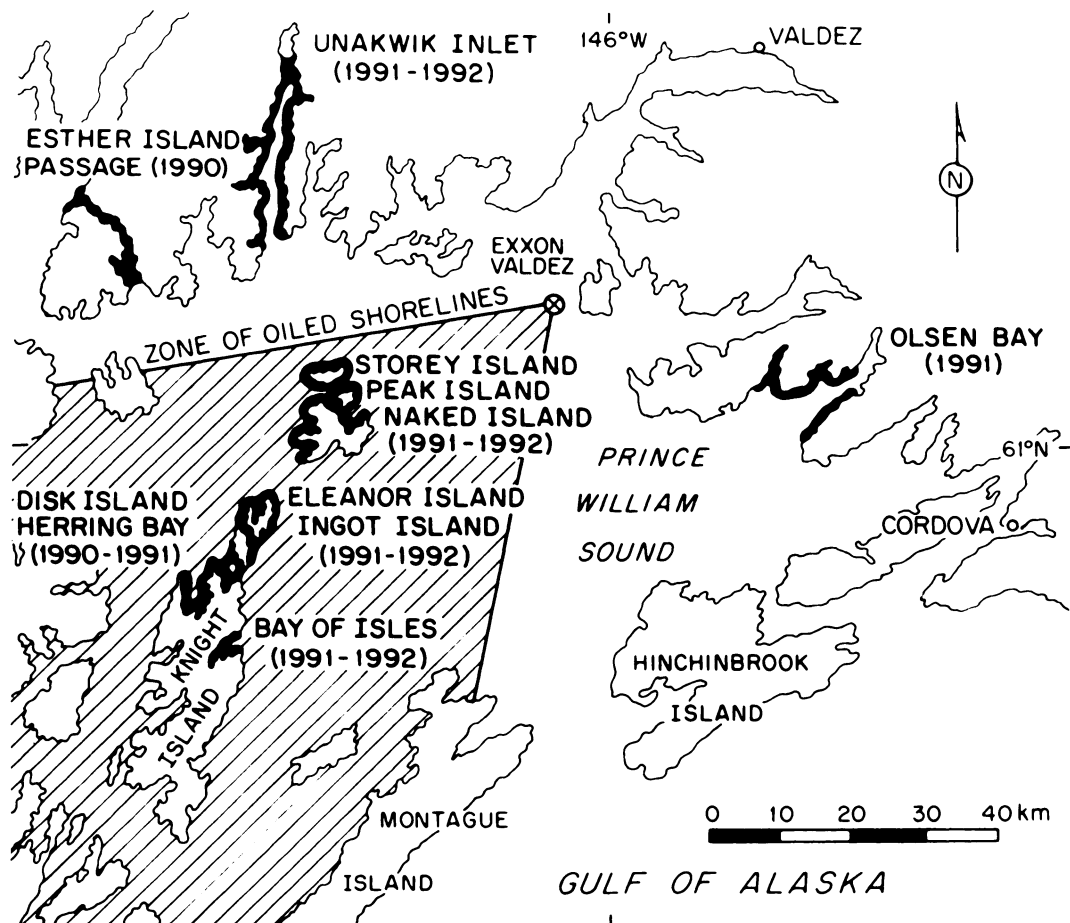 146°W
VALDEZ
UNAKWIK INLET
(1991-1992)
ESTHER ISLAND
PASSAGE (1990)
N
EXXON
VALDEZ
ZONE OF OILED SHORELINES
OLSEN BAY
(1991)
STOREY ISLAND
PEAK ISLAND
NAKED ISLAND
(1991-1992)
PRINCE
WILLIAM
SOUND
61°N
CORDOVA
DISK ISLAND
HERRING BAY
(1990-1991)
ELEANOR ISLAND
INGOT ISLAND
(1991-1992)
BAY OF ISLES
(1991-1992)
KNIGHT
ISLAND
HINCHINBROOK
ISLAND
MONTAGUE
ISLAND
0 10 20 30 40 km
GULF OF ALASKA